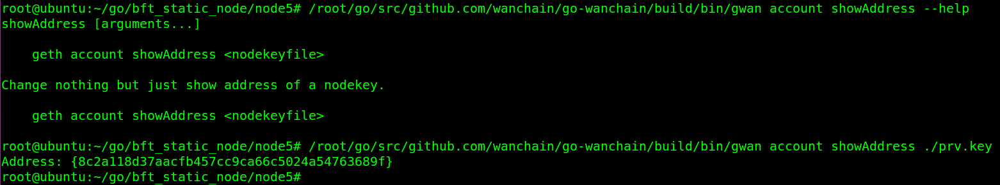 root@ubuntu:~/go/bft_static_node/node5# /root/go/src/github.com/wanchain/go-wanchain/build/bin/gwan account showAddress --help
showAddress [arguments...]
geth account showAddress <nodekeyfile>
Change nothing but just show address of a nodekey.
geth account showAddress <nodekeyfile>
root@ubuntu:~/go/bft_static_node/node5# /root/go/src/github.com/wanchain/go-wanchain/build/bin/gwan account showAddress ./prv.key
Address: {8c2a118d37aacfb457cc9ca66c5024a54763689f}
root@ubuntu:~/go/bft_static_node/node5#